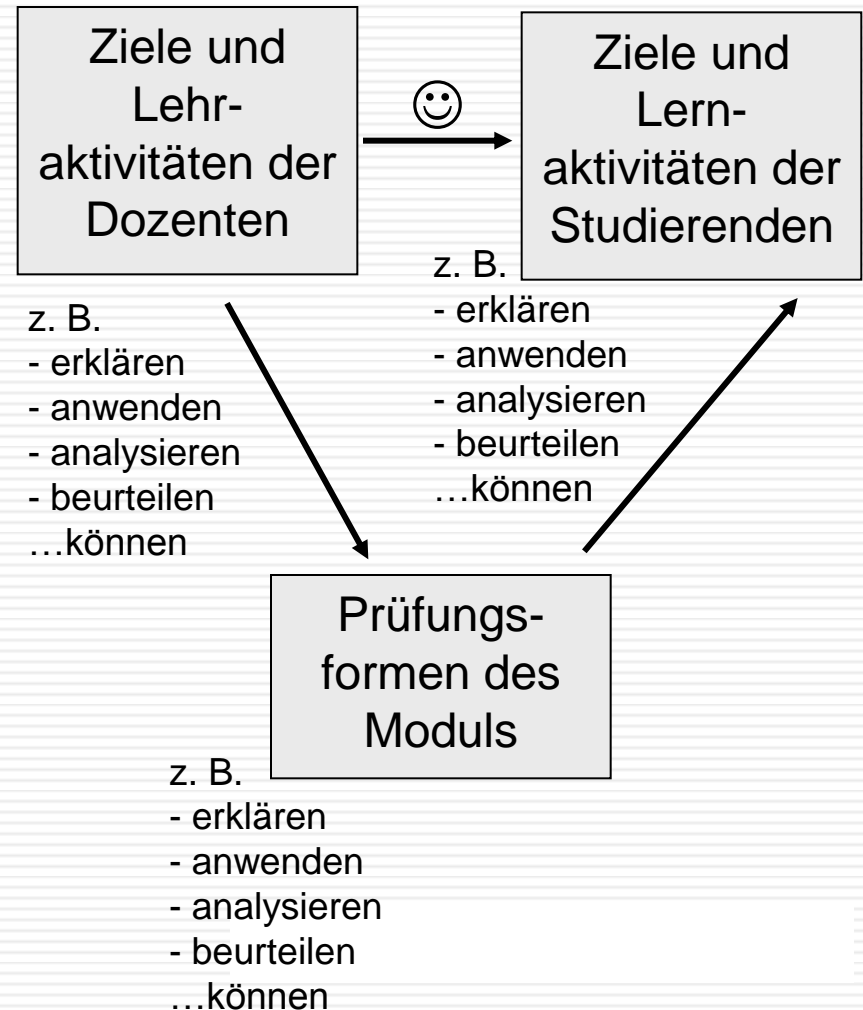 Ziele und
Lehr-
aktivitäten der
Dozenten
z. B.
- erklären
- anwenden
- analysieren
- beurteilen
…können
Ziele und
Lern-
aktivitäten der
Studierenden
z. B.
- erklären
- anwenden
- analysieren
- beurteilen
…können
Prüfungs-
formen des
Moduls
z. B.
- erklären
- anwenden
- analysieren
- beurteilen
…können